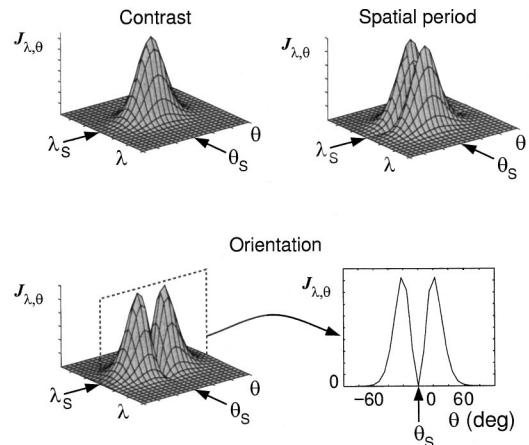 Contrast
Spatial period
J λ,θ
J λ,θ
λS
λ
θS
θ
λS
λ
θS
θ
Orientation
J λ,θ
J λ,θ
λS
λ
θS
θ
0
−60
0
60
θ (deg)
θS